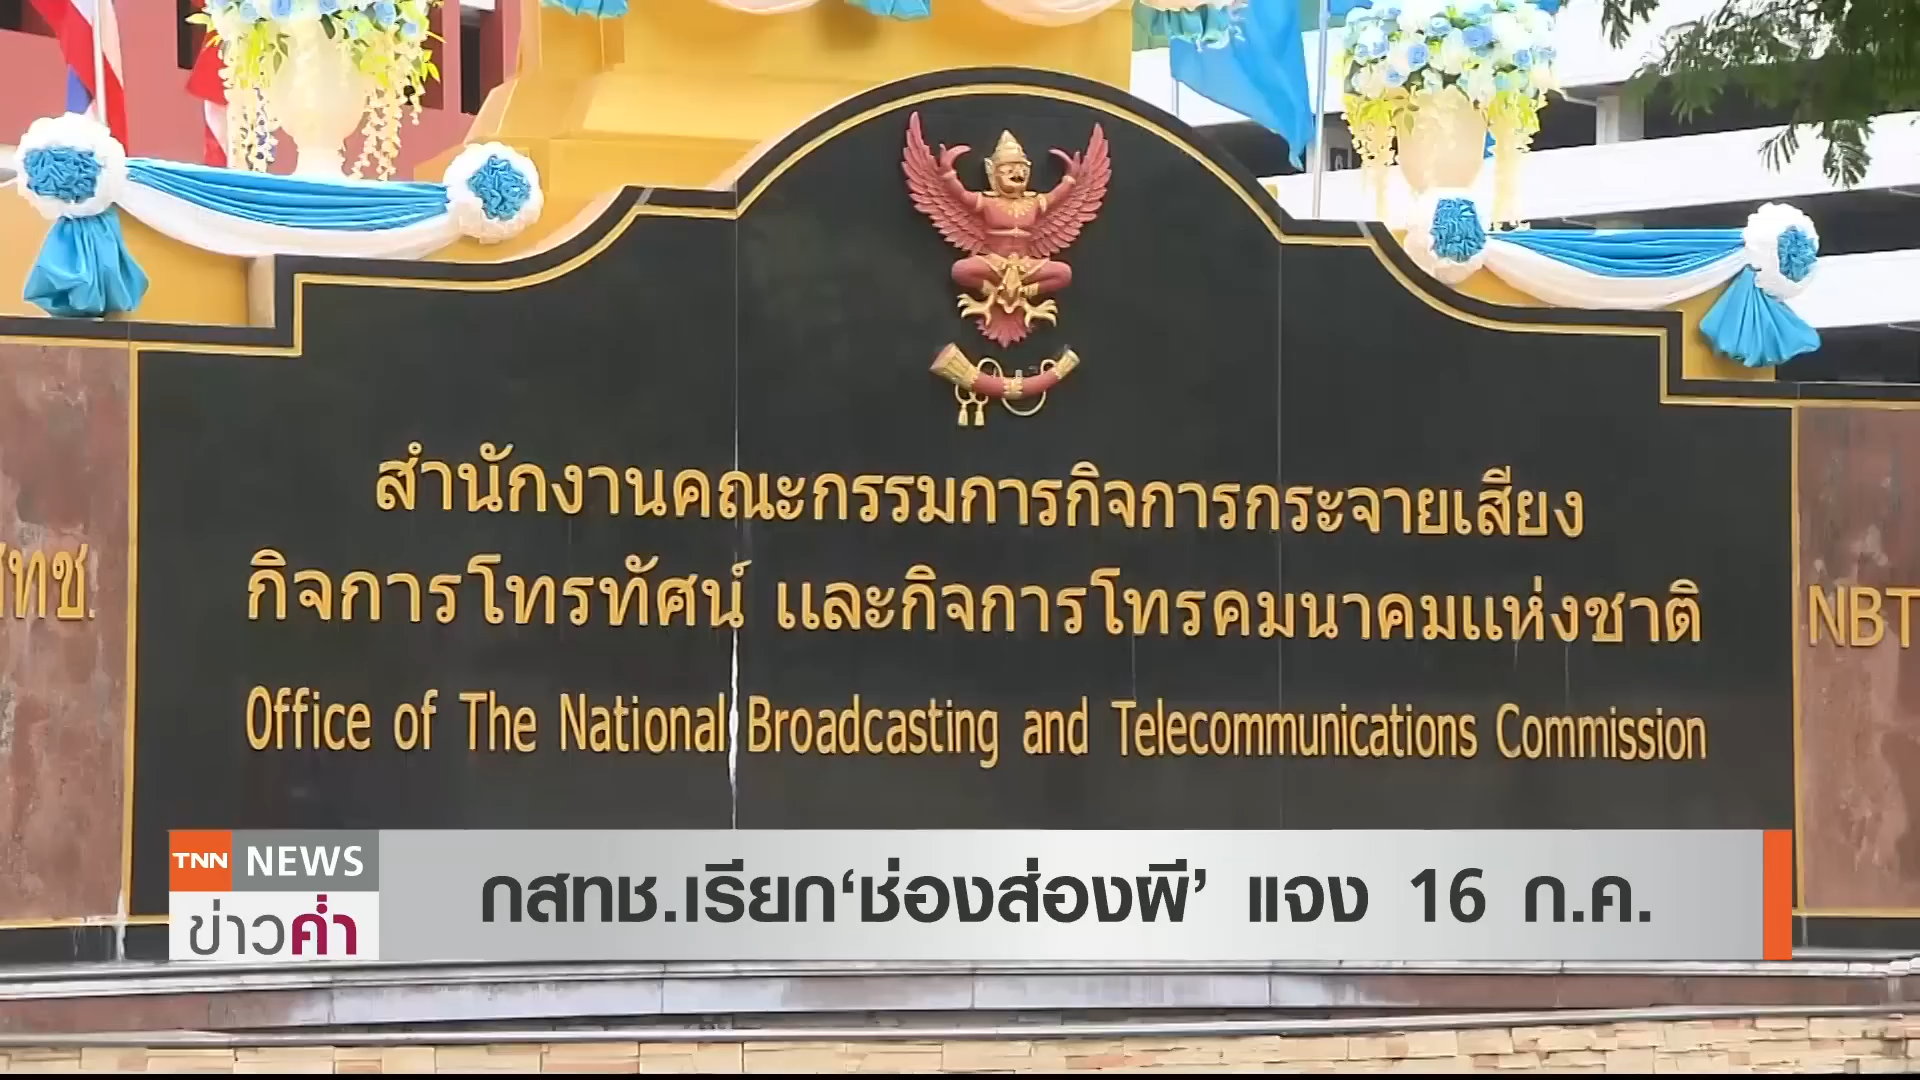 สำนักงานคณะกรรมการกิจการกระจายเสียง
กิจการโทรทัศน์ และกิจการโทรคมนาคมแห่งชาติ
Office of The National Broadcasting and Telecommunications Commission
สทช.
NBT
TNN NEWS
ข่าวค่ำ
กสทช.เรียก‘ช่องส่องผี’ แจง 16 ก.ค.